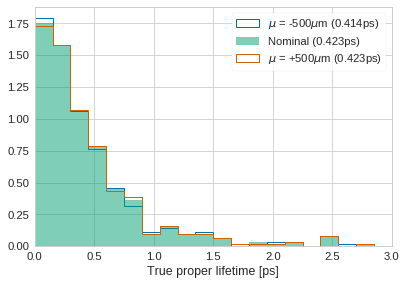 1.75
1.50
1.25
1.00
0.75
0.50
0.25
0.00
μ = -500μm (0.414ps)
Nominal (0.423ps)
μ = +500μm (0.423ps)
0.0 0.5 1.0 1.5 2.0 2.5 3.0
True proper lifetime [ps]